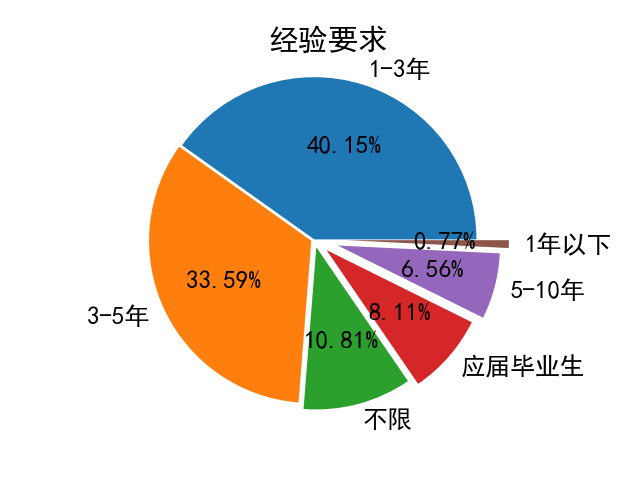 经验要求
1-3年
40.15%
33.59%
3-5年
10.81%
不限
8.11%
应届毕业生
6.56%
5-10年
0.77%
1年以下